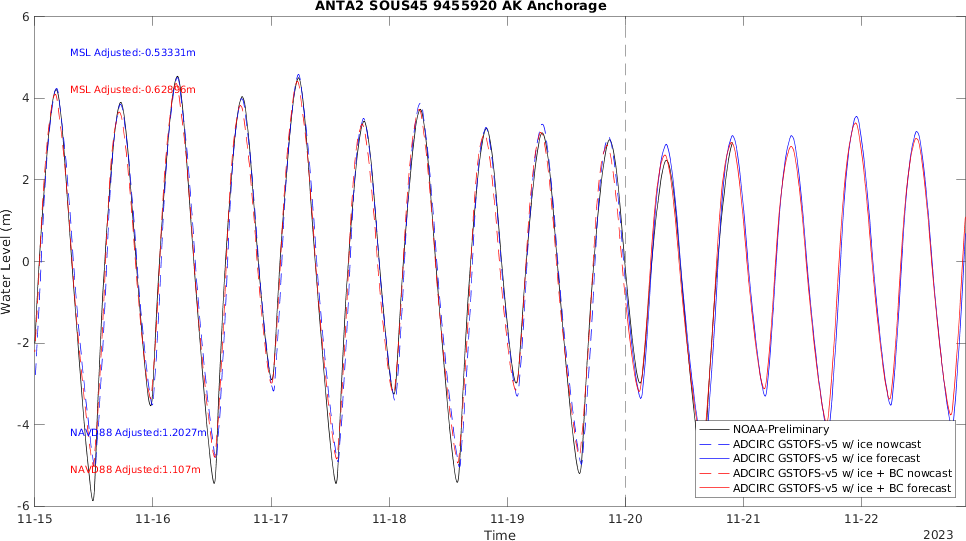 ANTA2 SOUS45 9455920 AK Anchorage
6
MSL Adjusted:-0.53331m
4
MSL Adjusted:-0.62896m
2
0
-2
-4
-6
Water Level (m)
NAVD88 Adjusted:1.2027m
NAVD88 Adjusted:1.107m
NOAA-Preliminary
ADCIRC GSTOFS-v5 w/ ice nowcast
ADCIRC GSTOFS-v5 w/ ice forecast
ADCIRC GSTOFS-v5 w/ ice + BC nowcast
ADCIRC GSTOFS-v5 w/ ice + BC forecast
11-15 11-16 11-17 11-18 11-19 11-20 11-21 11-22
Time
2023